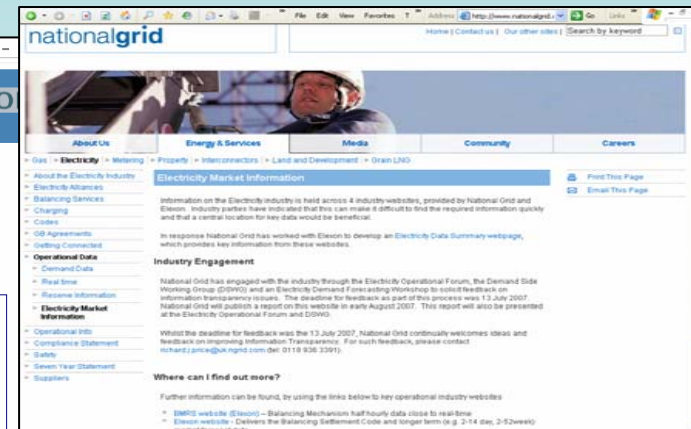 File Edit View Favorites T
Address http://www.nationalgrid.c Go Links
nationalgrid
Home | Contact us | Our other sites | Search by keyword
About Us Energy & Services Media Community Careers
Gas Electricity Metering Property Interconnectors Land and Development Grain LNG
About the Electricity Industry
Electricity Alliances
Balancing Services
Charging
Codes
GB Agreements
Getting Connected
Operational Data
Demand Data
Real time
Reserve Information
Electricity Market
Information
Operational Info
Compliance Statement
Safety
Seven Year Statement
Suppliers
Electricity Market Information
Print This Page
Email This Page
Information on the Electricity industry is held across 4 industry websites, provided by National Grid and
Elexon. Industry parties have indicated that this can make it difficult to find the required information quickly
and that a central location for key data would be beneficial.
In response National Grid has worked with Elexon to develop an Electricity Data Summary webpage,
which provides key information from these websites.
Industry Engagement
National Grid has engaged with the industry through the Electricity Operational Forum, the Demand Side
Working Group (DSWG) and an Electricity Demand Forecasting Workshop to solicit feedback on
information transparency issues. The deadline for feedback as part of this process was 13 July 2007.
National Grid will publish a report on this website in early August 2007. This report will also be presented
at the Electricity Operational Forum and DSWG.
Whilst the deadline for feedback was the 13 July 2007, National Grid continually welcomes ideas and
feedback on improving Information Transparency. For such feedback, please contact
richard.j.price@uk.ngrid.com (tel: 0118 936 3391).
Where can I find out more?
Further information can be found, by using the links below to key operational industry websites
BMRS website (Elexon) – Balancing Mechanism half hourly data close to real-time
Elexon website - Delivers the Balancing Settlement Code and longer term (e.g. 2-14 day, 2-52week)